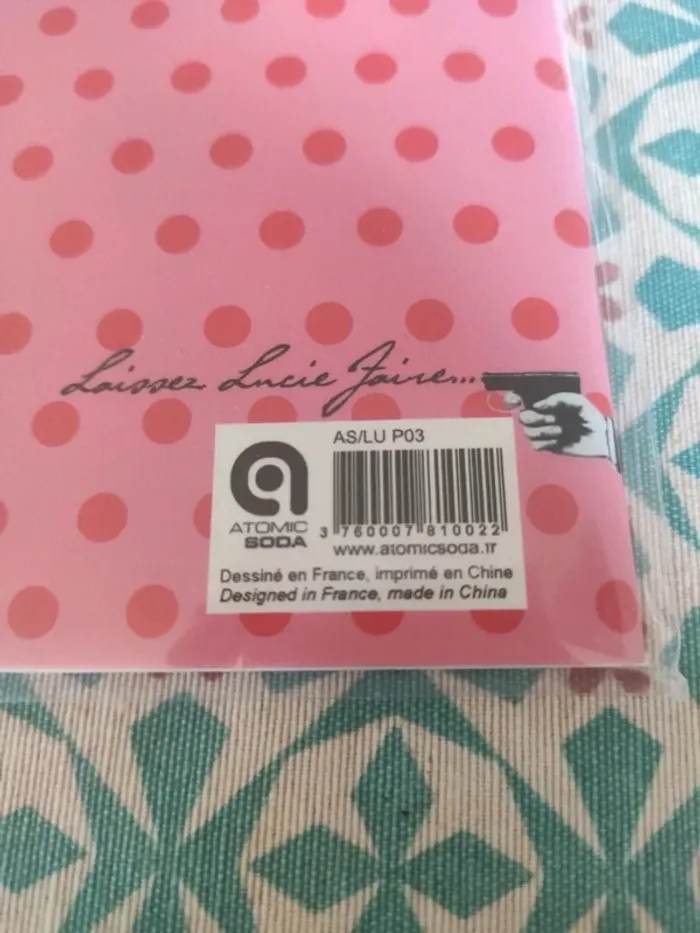 Laissez Lucie Faire...
AS/LU P03
ATOMIC
SODA
3 760007 810022
www.atomicsoda.fr
Dessiné en France, imprimé en Chine
Designed in France, made in China